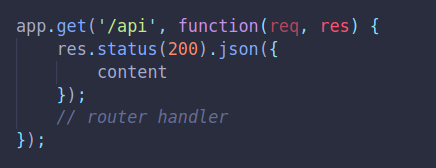 app.get('/api', function(req, res) {
    res.status(200).json({
        content
    });
    // router handler
});